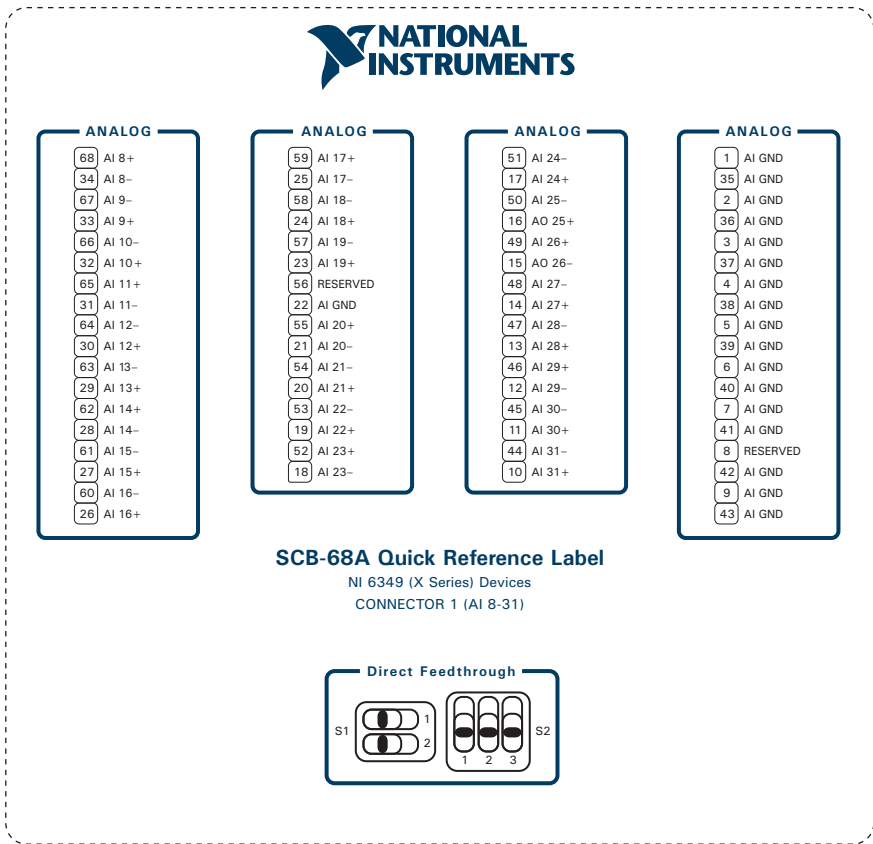 NATIONAL
INSTRUMENTS
ANALOG
68 AI 8+
34 AI 8–
67 AI 9–
33 AI 9+
66 AI 10–
32 AI 10+
65 AI 11+
31 AI 11–
64 AI 12–
30 AI 12+
63 AI 13–
29 AI 13+
62 AI 14+
28 AI 14–
61 AI 15–
27 AI 15+
60 AI 16–
26 AI 16+
ANALOG
59 AI 17+
25 AI 17–
58 AI 18–
24 AI 18+
57 AI 19–
23 AI 19+
56 RESERVED
22 AI GND
55 AI 20+
21 AI 20–
54 AI 21–
20 AI 21+
53 AI 22–
19 AI 22+
52 AI 23+
18 AI 23–
ANALOG
51 AI 24–
17 AI 24+
50 AI 25–
16 AO 25+
49 AI 26+
15 AO 26–
48 AI 27–
14 AI 27+
47 AI 28–
13 AI 28+
46 AI 29+
12 AI 29–
45 AI 30–
11 AI 30+
44 AI 31–
10 AI 31+
ANALOG
1 AI GND
35 AI GND
2 AI GND
36 AI GND
3 AI GND
37 AI GND
4 AI GND
38 AI GND
5 AI GND
39 AI GND
6 AI GND
40 AI GND
7 AI GND
41 AI GND
8 RESERVED
42 AI GND
9 AI GND
43 AI GND
SCB-68A Quick Reference Label
NI 6349 (X Series) Devices
CONNECTOR 1 (AI 8-31)
Direct Feedthrough
S1
1
2
1 2 3
S2